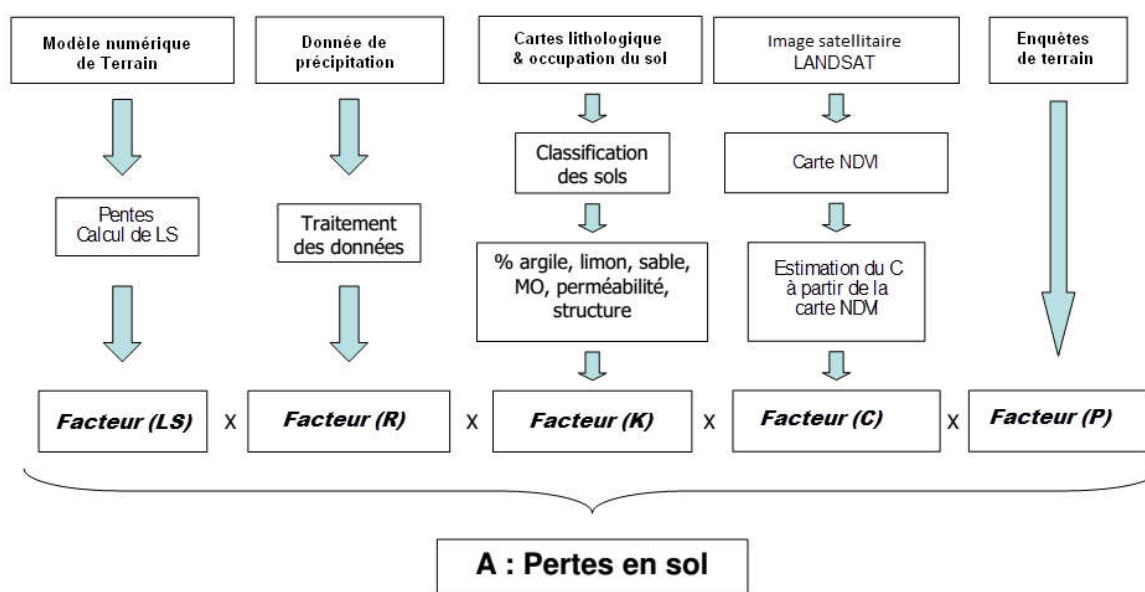 Modèle numérique
de Terrain
Donnée de
précipitation
Cartes lithologique
& occupation du sol
Image satellitaire
LANDSAT
Enquêtes
de terrain
Pentes
Calcul de LS
Traitement
des données
Classification
des sols
% argile, limon, sable,
MO, perméabilité,
structure
Carte NDVI
Estimation du C
à partir de la
carte NDVI
Facteur (LS) X Facteur (R) X Facteur (K) X Facteur (C) X Facteur (P)
A : Pertes en sol